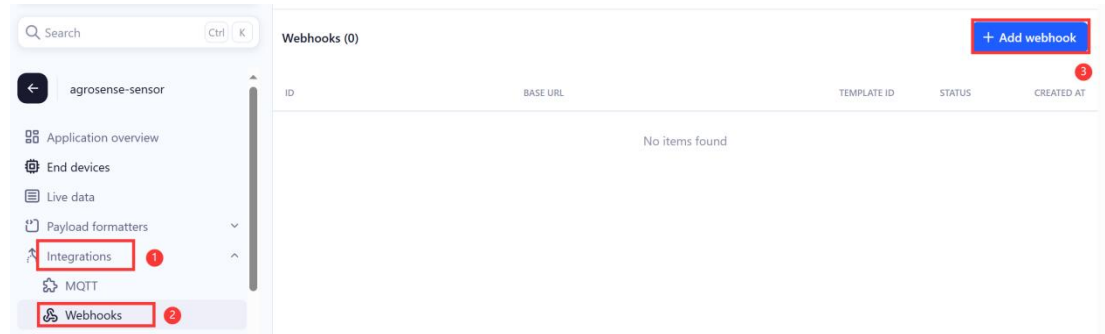 Search Ctrl K
agrosense-sensor
Application overview
End devices
Live data
Payload formatters
Integrations 1
MQTT
Webhooks 2
Webhooks (0)
+ Add webhook
3
ID BASE URL TEMPLATE ID STATUS CREATED AT
No items found